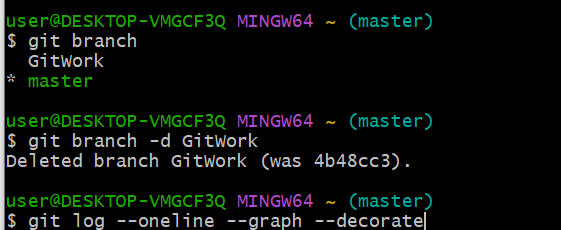 user@DESKTOP-VMGCF3Q MINGW64 ~ (master)
$ git branch
  GitWork
* master
user@DESKTOP-VMGCF3Q MINGW64 ~ (master)
$ git branch -d GitWork
Deleted branch GitWork (was 4b48cc3).
user@DESKTOP-VMGCF3Q MINGW64 ~ (master)
$ git log --oneline --graph --decorate